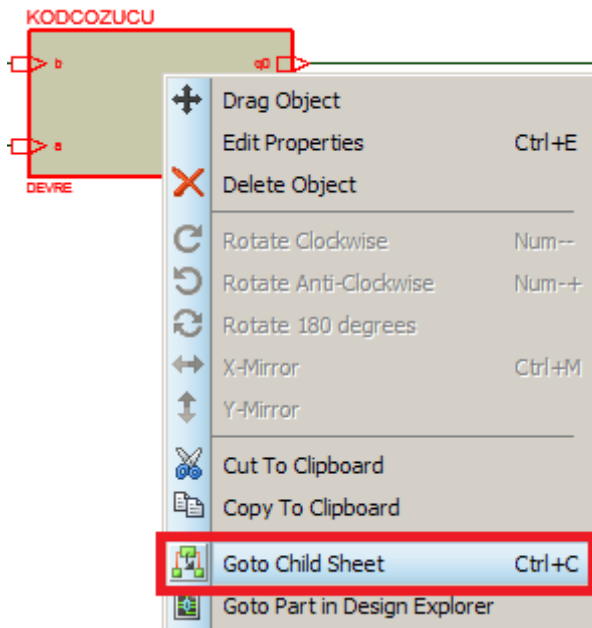 KODCOZUCU
b q0
a
DEVRE
Drag Object
Edit Properties Ctrl+E
Delete Object
Rotate Clockwise Num--
Rotate Anti-Clockwise Num-+
Rotate 180 degrees
X-Mirror Ctrl+M
Y-Mirror
Cut To Clipboard
Copy To Clipboard
Goto Child Sheet Ctrl+C
Goto Part in Design Explorer